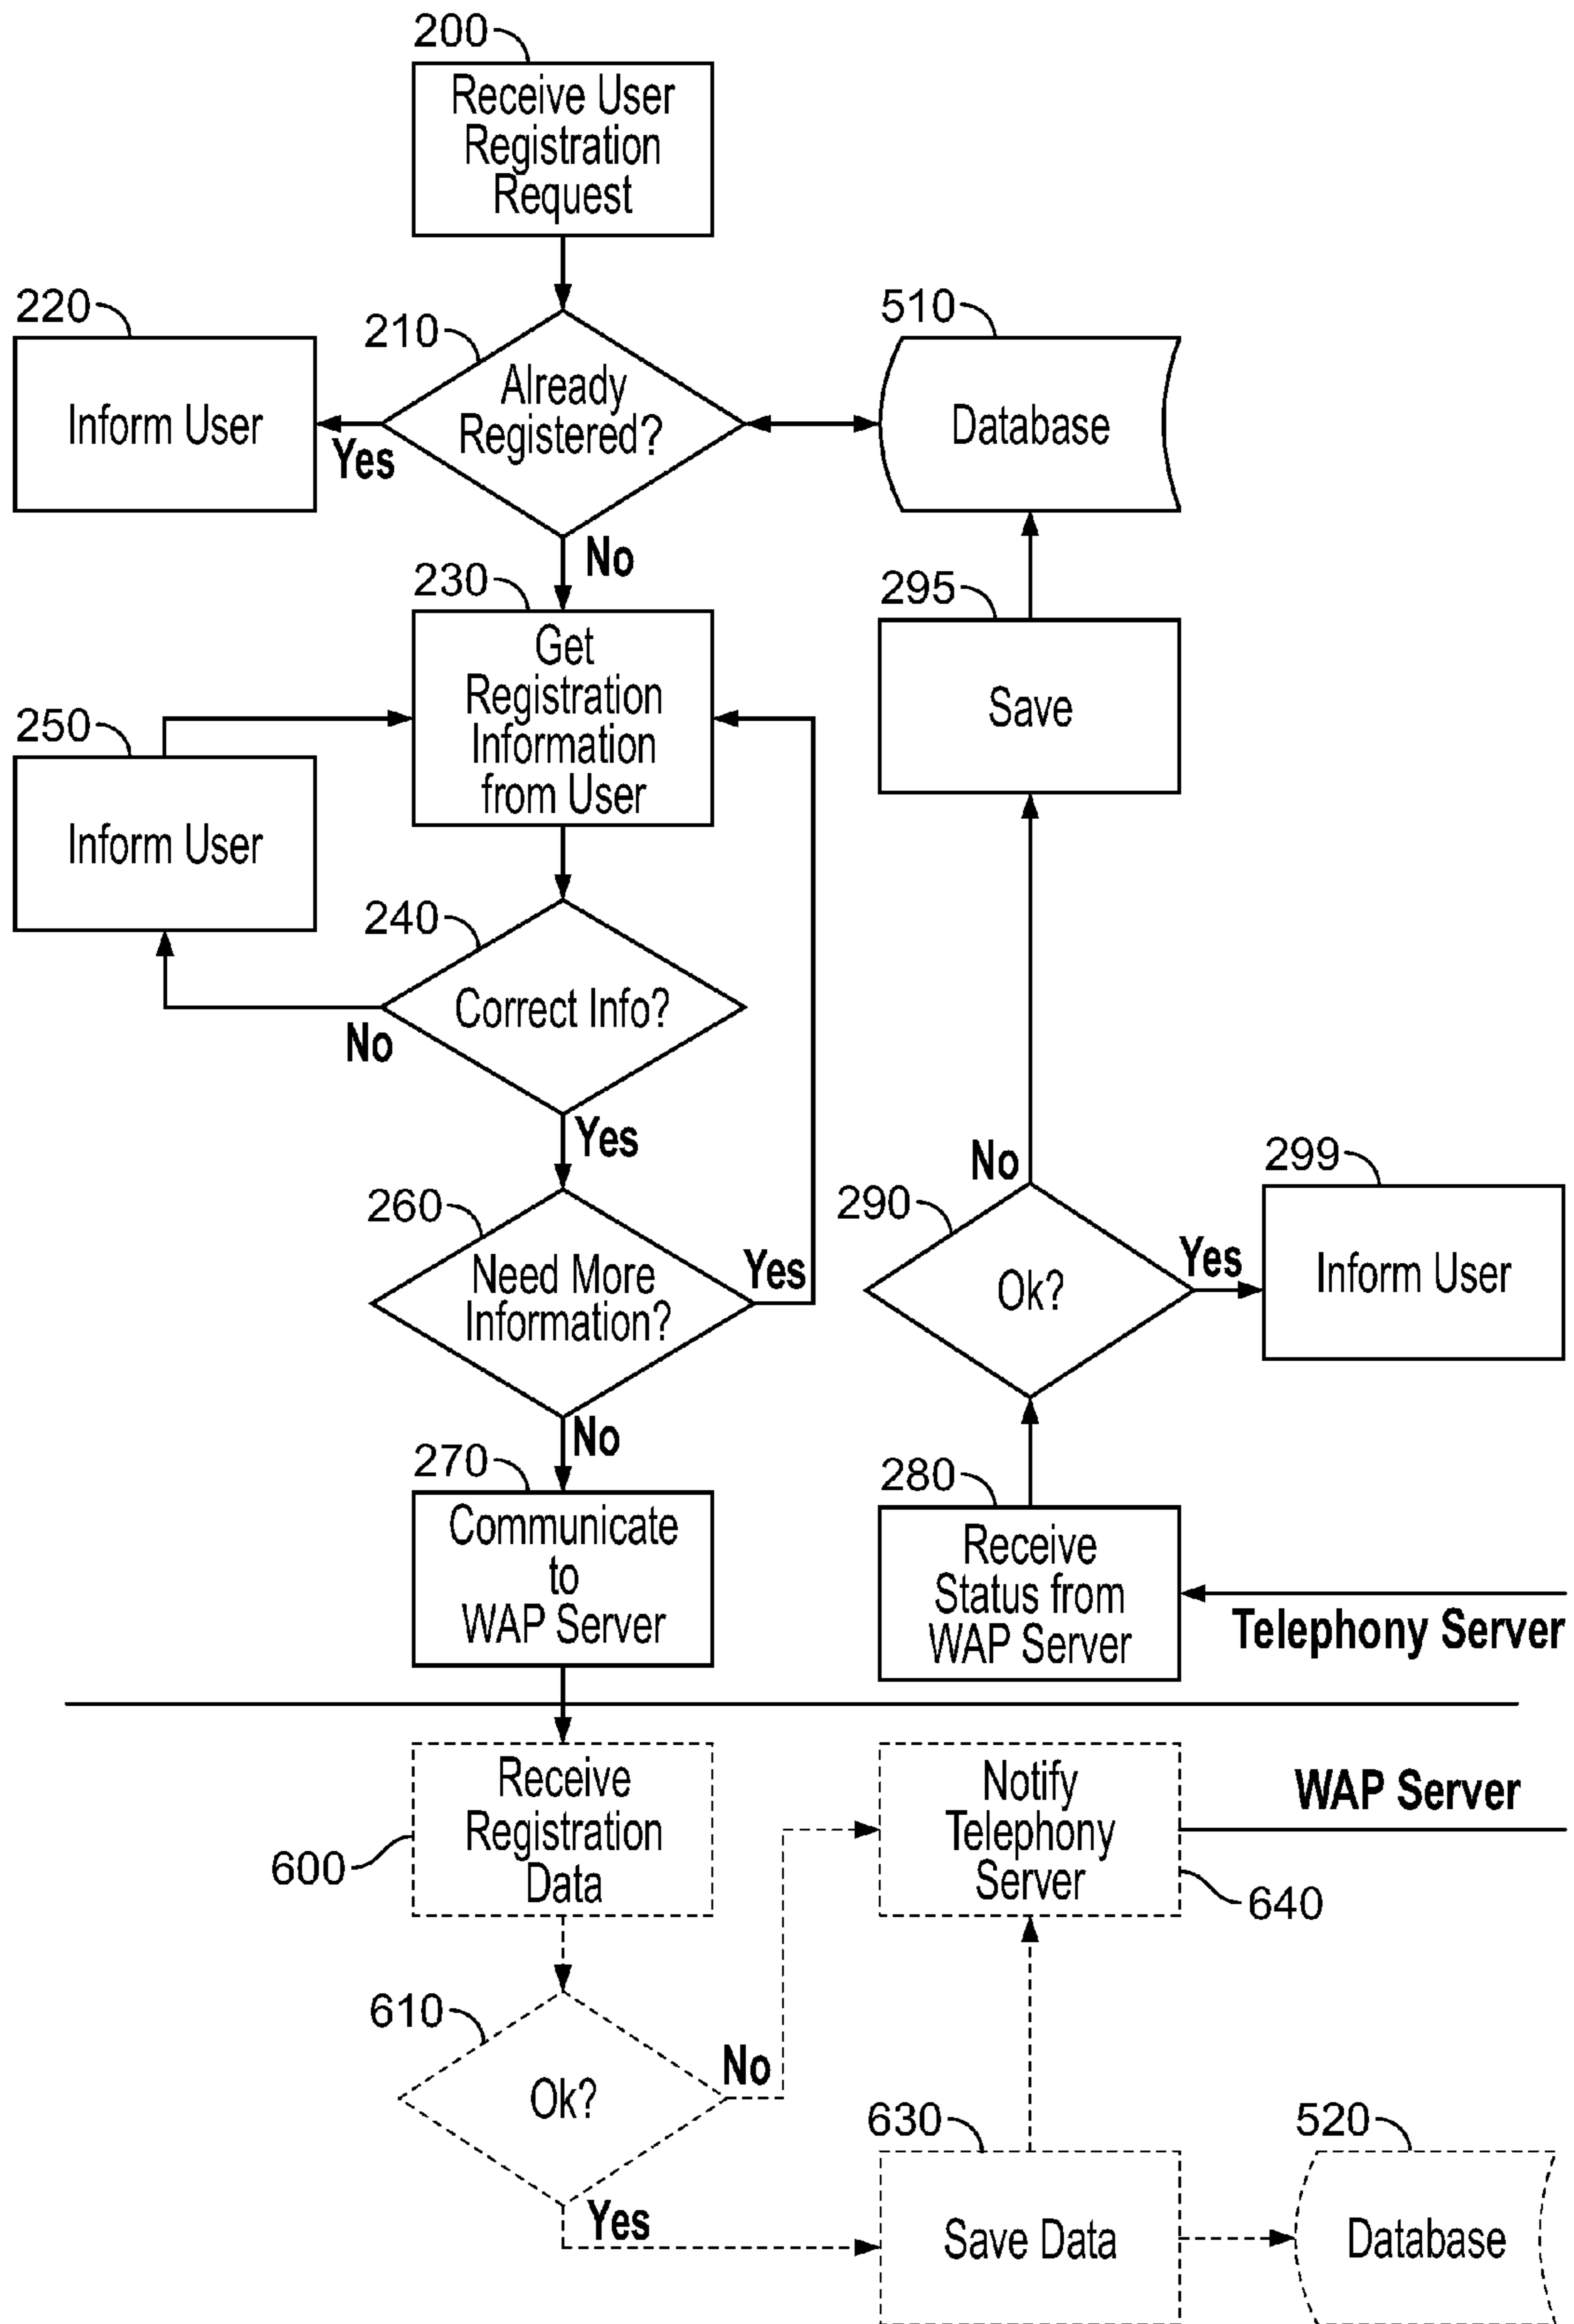 200
Receive User
Registration
Request
220
210
510
Inform User
Already
Registered?
Database
Yes
No
230
295
Get
Registration
Information
from User
Save
250
Inform User
240
Correct Info?
No
Yes
260
Need More
Information?
Yes
No
290
Ok?
No
Yes
299
Inform User
270
Communicate
to
WAP Server
280
Receive
Status from
WAP Server
Telephony Server
Receive
Registration
Data
600
Notify
Telephony
Server
640
WAP Server
610
Ok?
No
Yes
630
Save Data
520
Database